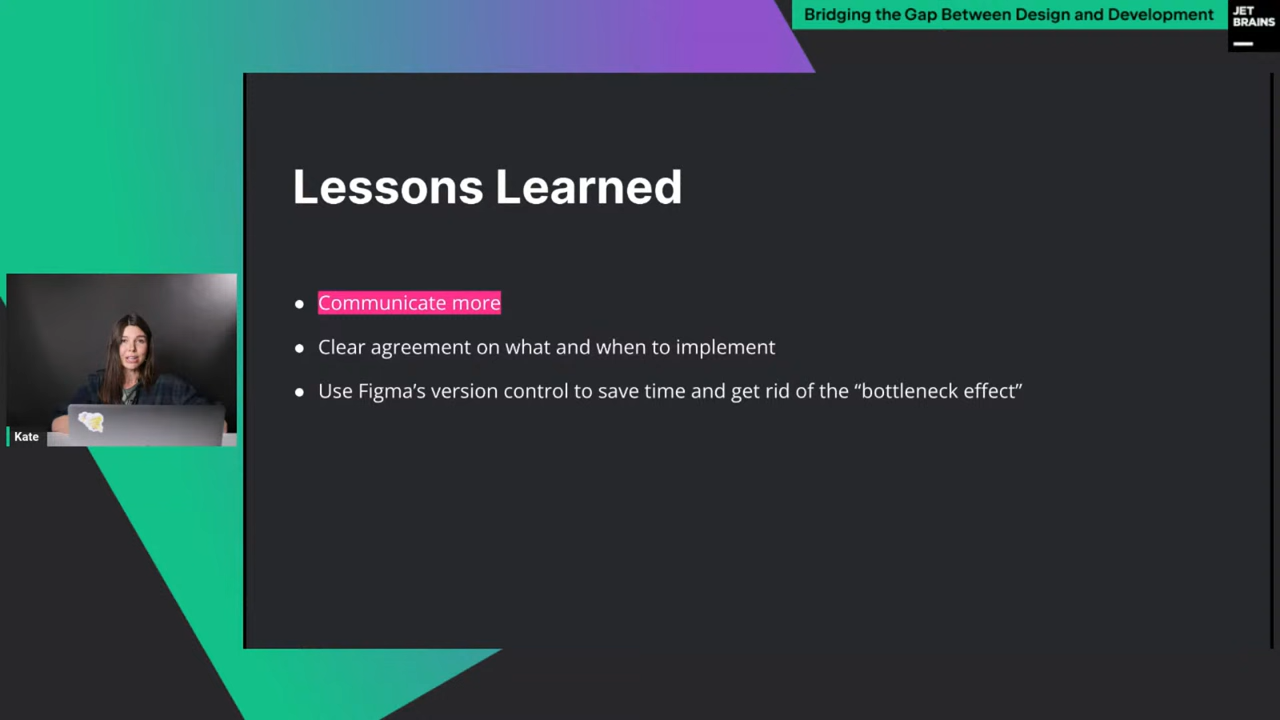 Bridging the Gap Between Design and Development
JET
BRAINS
Lessons Learned
• Communicate more
• Clear agreement on what and when to implement
• Use Figma’s version control to save time and get rid of the “bottleneck effect”
Kate